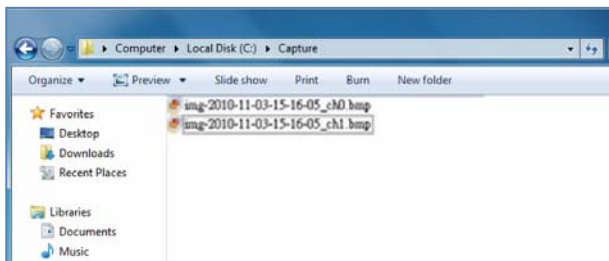 Computer ▸ Local Disk (C:) ▸ Capture
Organize ▾ Preview ▾ Slide show Print Burn New folder
Favorites
Desktop
Downloads
Recent Places
Libraries
Documents
Music
img-2010-11-03-15-16-05_ch0.bmp
img-2010-11-03-15-16-05_ch1.bmp